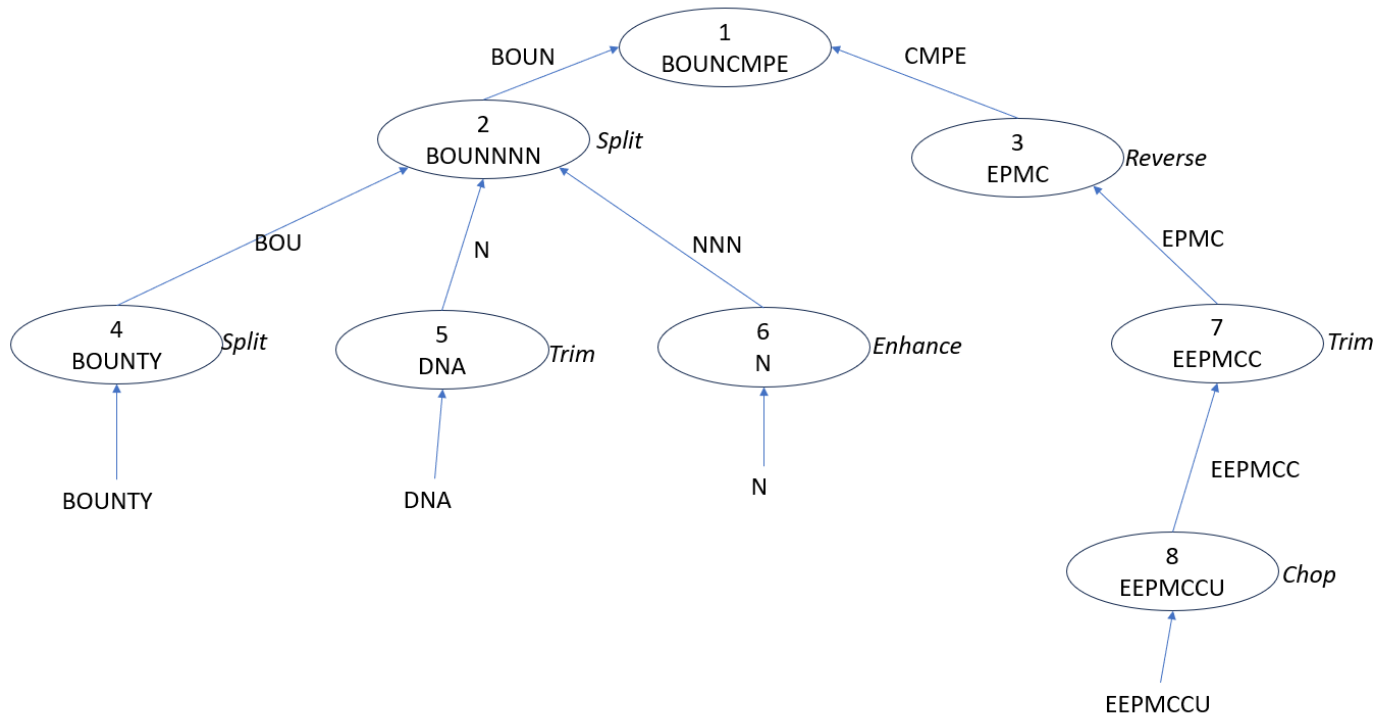 1
BOUNCMPE
BOUN
CMPE
2
BOUNNNN
Split
3
EPMC
Reverse
BOU
N
NNN
EPMC
4
BOUNTY
Split
5
DNA
Trim
6
N
Enhance
7
EEPMCC
Trim
BOUNTY
DNA
N
EEPMCC
8
EEPMCCU
Chop
EEPMCCU